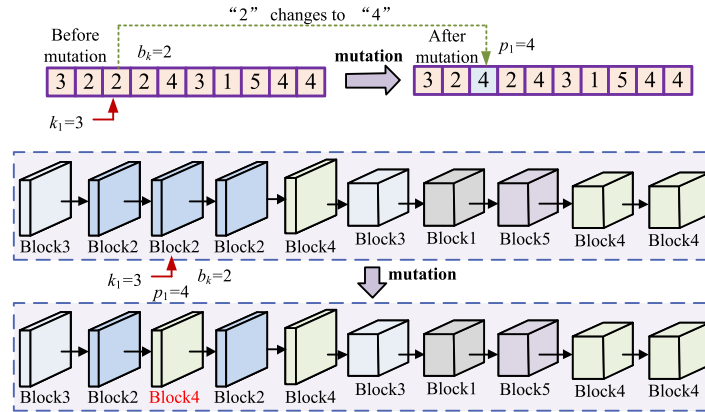 “2” changes to “4”
Before mutation
bₖ=2
mutation
After mutation
p₁=4
3 2 2 2 4 3 1 5 4 4
3 2 4 2 4 3 1 5 4 4
k₁=3
Block3 Block2 Block2 Block2 Block4 Block3 Block1 Block5 Block4 Block4
k₁=3
bₖ=2
mutation
p₁=4
Block3 Block2 Block4 Block2 Block4 Block3 Block1 Block5 Block4 Block4